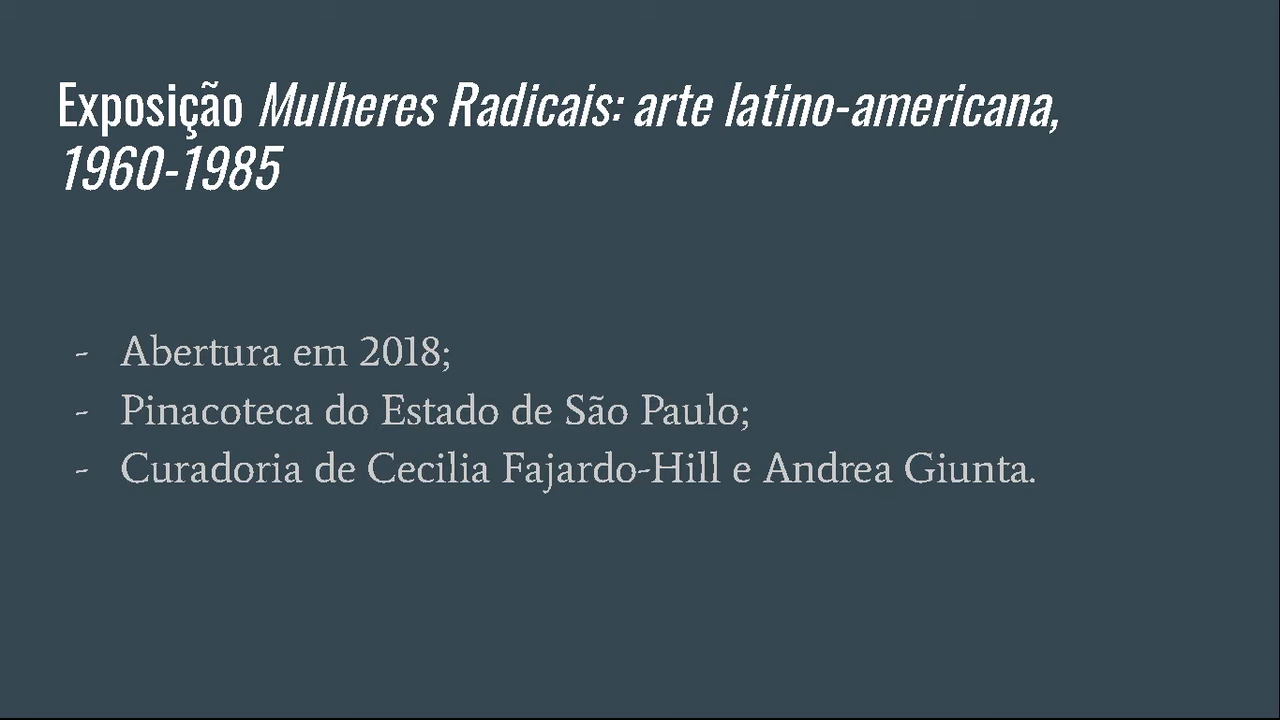 Exposição Mulheres Radicais: arte latino-americana,
1960-1985
- Abertura em 2018;
- Pinacoteca do Estado de São Paulo;
- Curadoria de Cecilia Fajardo-Hill e Andrea Giunta.